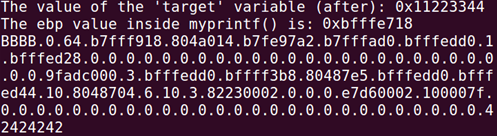 The value of the 'target' variable (after): 0x11223344
The ebp value inside myprintf() is: 0xbfffe718
BBBB.0.64.b7fff918.804a014.b7fe97a2.b7fffad0.bfffedd0.1
.bfffed28.0.0.0.0.0.0.0.0.0.0.0.0.0.0.0.0.0.0.0.0.0.0.0
.0.0.9fadc000.3.bfffedd0.bffff3b8.80487e5.bfffedd0.bfff
ed44.10.8048704.6.10.3.82230002.0.0.0.e7d60002.100007f.
0.0.0.0.0.0.0.0.0.0.0.0.0.0.0.0.0.0.0.0.0.0.0.0.0.0.0.4
2424242